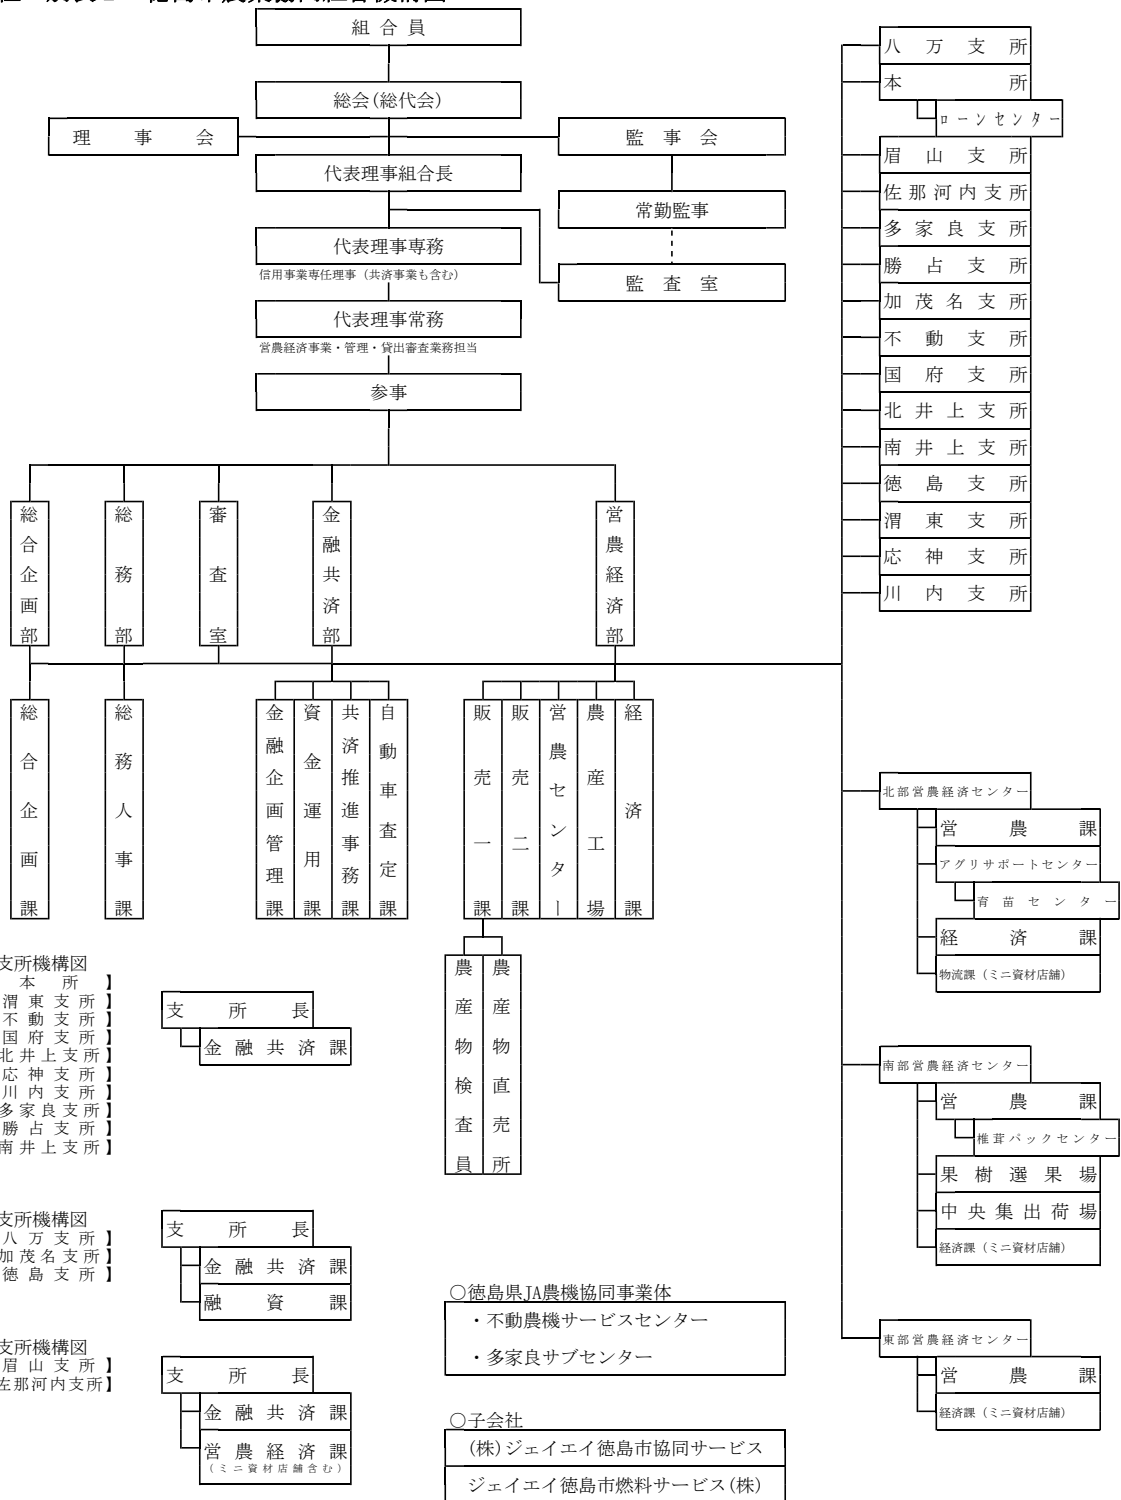 組合員
総会(総代会)
理事会
監事会
代表理事組合長
常勤監事
代表理事専務
信用事業専任理事（共済事業も含む）
監査室
代表理事常務
営農経済事業・管理・貸出審査業務担当
参事
総合企画部
総務部
審査室
金融共済部
営農経済部
総合企画課
総務人事課
金融企画管理課
資金運用課
共済推進事務課
自動車査定課
販売一課
販売二課
営農センター
農産工場
経済課
農産物検査員
農産物直売所
八万支所
本所
ローンセンター
眉山支所
佐那河内支所
多家良支所
勝占支所
加茂名支所
不動支所
国府支所
北井上支所
南井上支所
徳島支所
渭東支所
応神支所
川内支所
北部営農経済センター
営農課
アグリサポートセンター
育苗センター
経済課
物流課（ミニ資材店舗）
南部営農経済センター
営農課
椎茸パックセンター
果樹選果場
中央集出荷場
経済課（ミニ資材店舗）
東部営農経済センター
営農課
経済課（ミニ資材店舗）
支所機構図
本所】
渭東支所】
不動支所】
国府支所】
北井上支所】
応神支所】
川内支所】
多家良支所】
勝占支所】
南井上支所】
支所長
金融共済課
支所機構図
八万支所】
加茂名支所】
徳島支所】
支所長
金融共済課
融資課
支所機構図
眉山支所】
佐那河内支所】
支所長
金融共済課
営農経済課
（ミニ資材店舗含む）
○徳島県JA農機協同事業体
・不動農機サービスセンター
・多家良サブセンター
○子会社
(株)ジェイエイ徳島市協同サービス
ジェイエイ徳島市燃料サービス(株)